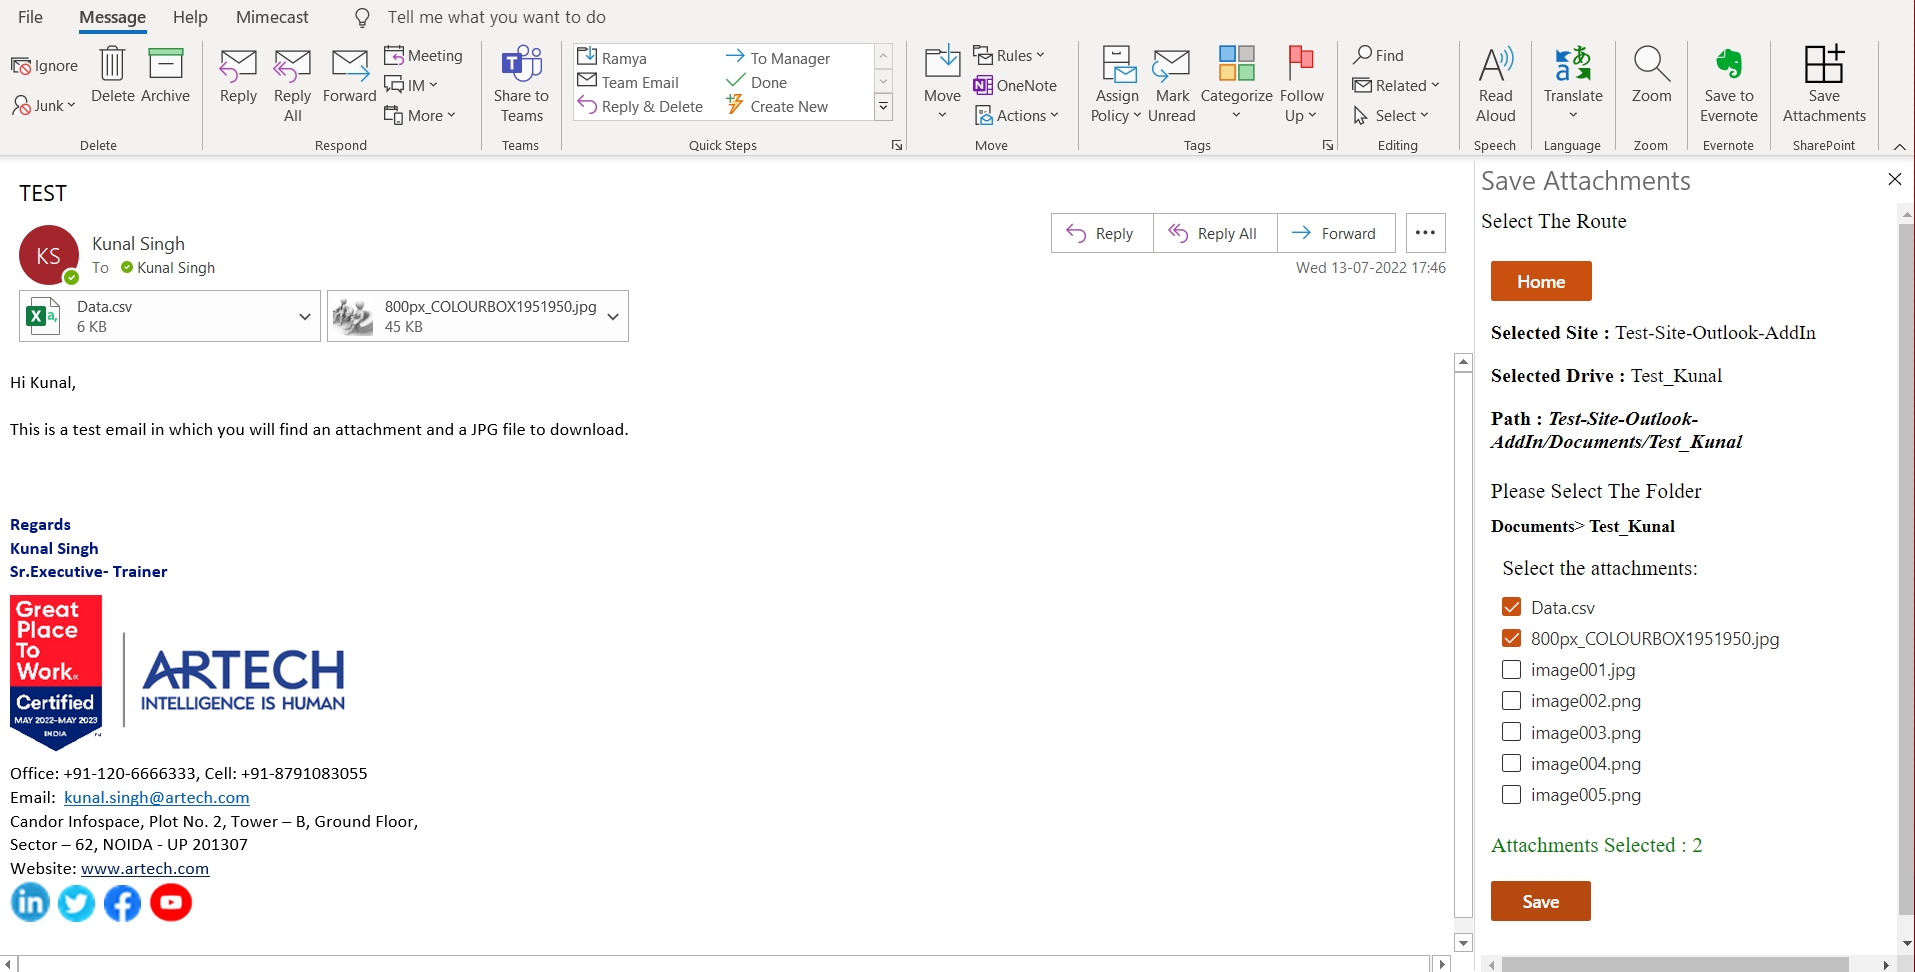 File Message Help Mimecast Tell me what you want to do
Ignore
Junk
Delete
Archive
Delete
Reply
Reply All
Forward
Meeting
IM
More
Respond
Share to Teams
Teams
Ramya
Team Email
Reply & Delete
To Manager
Done
Create New
Quick Steps
Move
Rules
OneNote
Actions
Move
Assign Policy
Mark Unread
Categorize
Follow Up
Tags
Find
Related
Select
Editing
Read Aloud
Speech
Translate
Language
Zoom
Zoom
Save to Evernote
Evernote
Save Attachments
SharePoint
TEST
KS
Kunal Singh
To Kunal Singh
Reply Reply All Forward
Wed 13-07-2022 17:46
Data.csv
6 KB
800px_COLOURBOX1951950.jpg
45 KB
Hi Kunal,
This is a test email in which you will find an attachment and a JPG file to download.
Regards
Kunal Singh
Sr.Executive- Trainer
Great
Place
To
Work.
Certified
MAY 2022-MAY 2023
INDIA
ARTECH
INTELLIGENCE IS HUMAN
Office: +91-120-6666333, Cell: +91-8791083055
Email: kunal.singh@artech.com
Candor Infospace, Plot No. 2, Tower – B, Ground Floor,
Sector – 62, NOIDA - UP 201307
Website: www.artech.com
in
Save Attachments
Select The Route
Home
Selected Site : Test-Site-Outlook-AddIn
Selected Drive : Test_Kunal
Path : Test-Site-Outlook-
AddIn/Documents/Test_Kunal
Please Select The Folder
Documents> Test_Kunal
Select the attachments:
Data.csv
800px_COLOURBOX1951950.jpg
image001.jpg
image002.png
image003.png
image004.png
image005.png
Attachments Selected : 2
Save